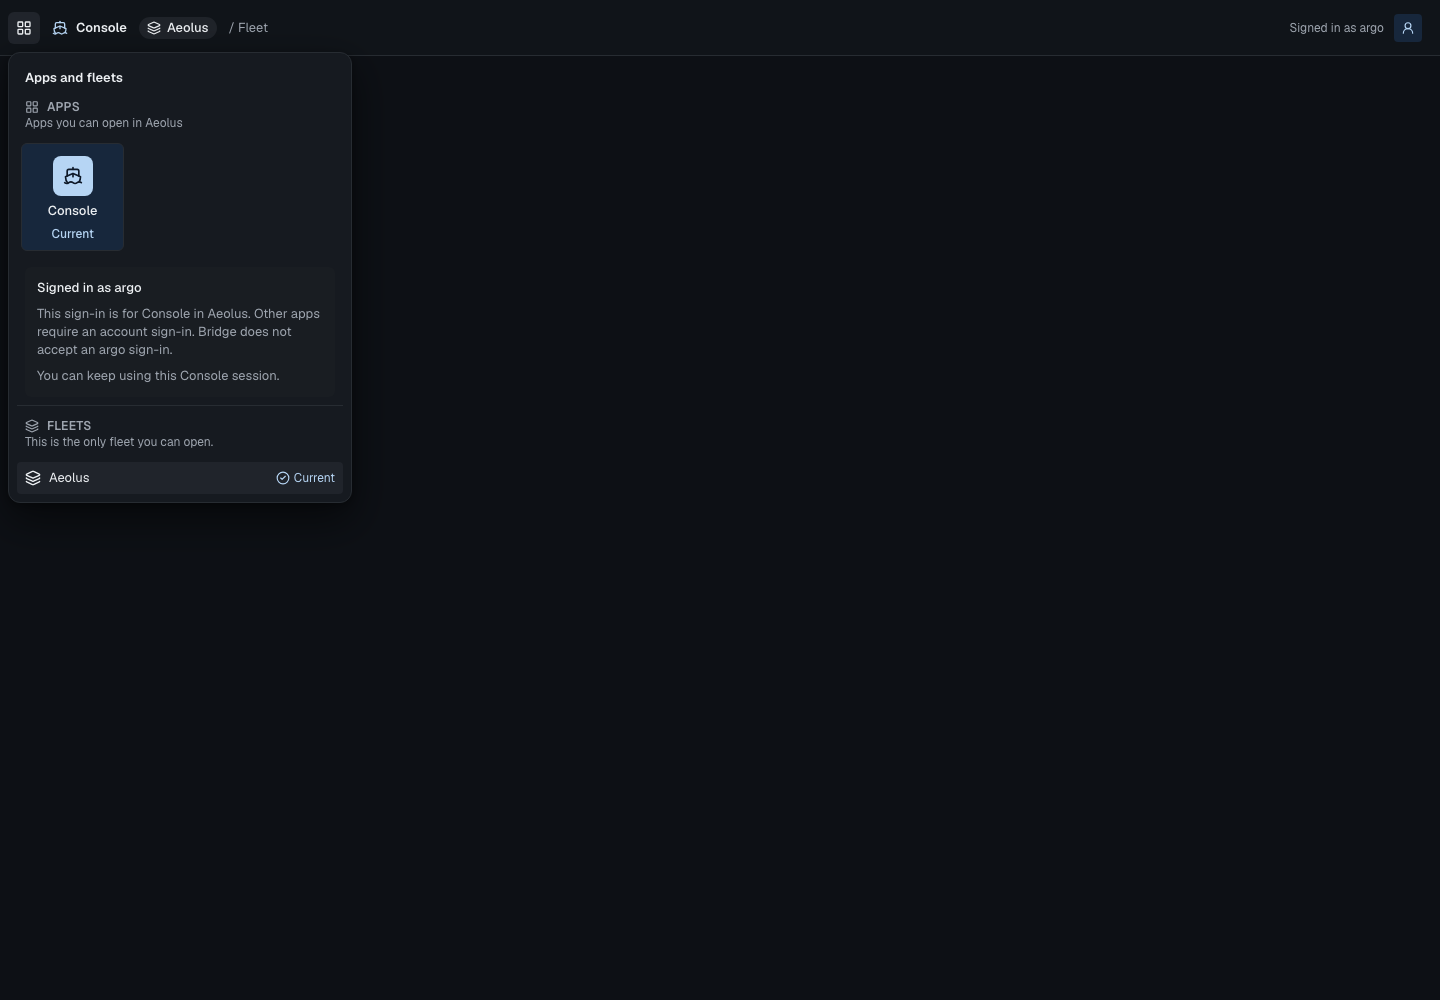 Console
Aeolus
/ Fleet
Signed in as argo
Apps and fleets
APPS
Apps you can open in Aeolus
Console
Current
Signed in as argo
This sign-in is for Console in Aeolus. Other apps
require an account sign-in. Bridge does not
accept an argo sign-in.
You can keep using this Console session.
FLEETS
This is the only fleet you can open.
Aeolus
Current